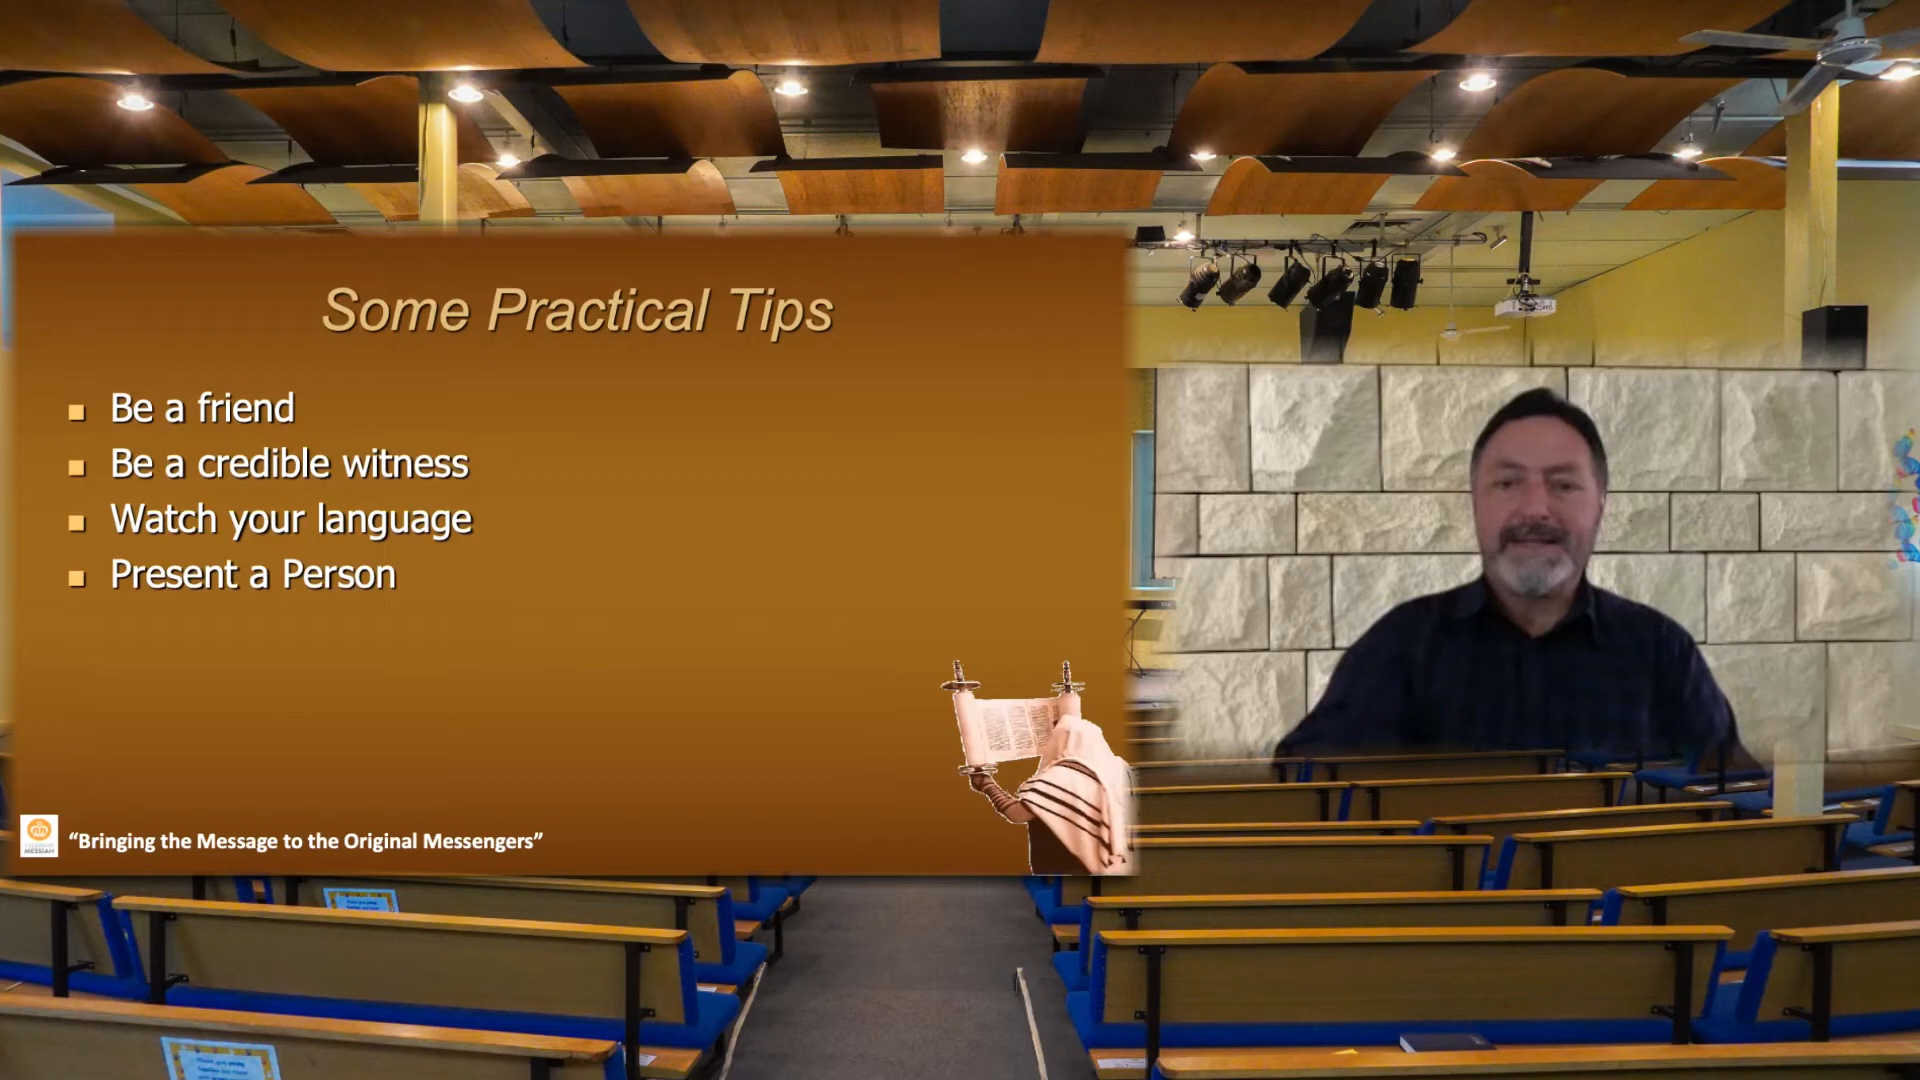 Some Practical Tips
Be a friend
Be a credible witness
Watch your language
Present a Person
MESSIAH
“Bringing the Message to the Original Messengers”